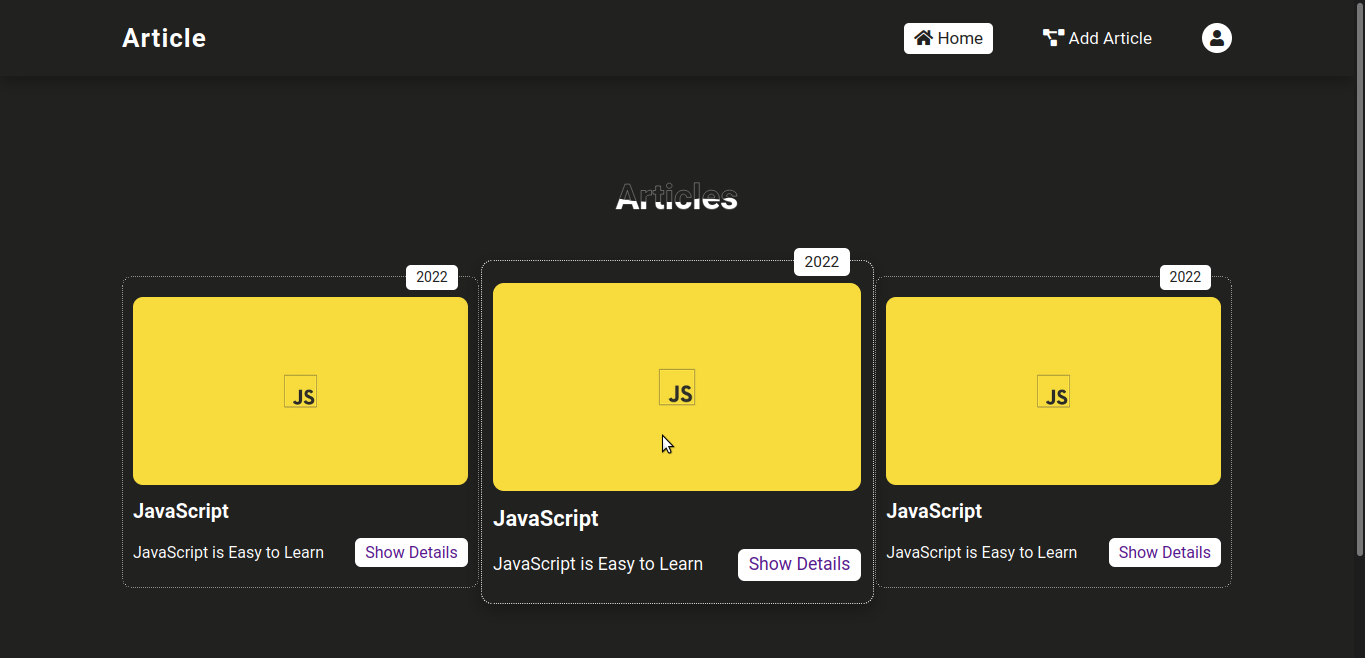 Article
Home
Add Article
Articles
2022
JS
JavaScript
JavaScript is Easy to Learn
Show Details
2022
JS
JavaScript
JavaScript is Easy to Learn
Show Details
2022
JS
JavaScript
JavaScript is Easy to Learn
Show Details